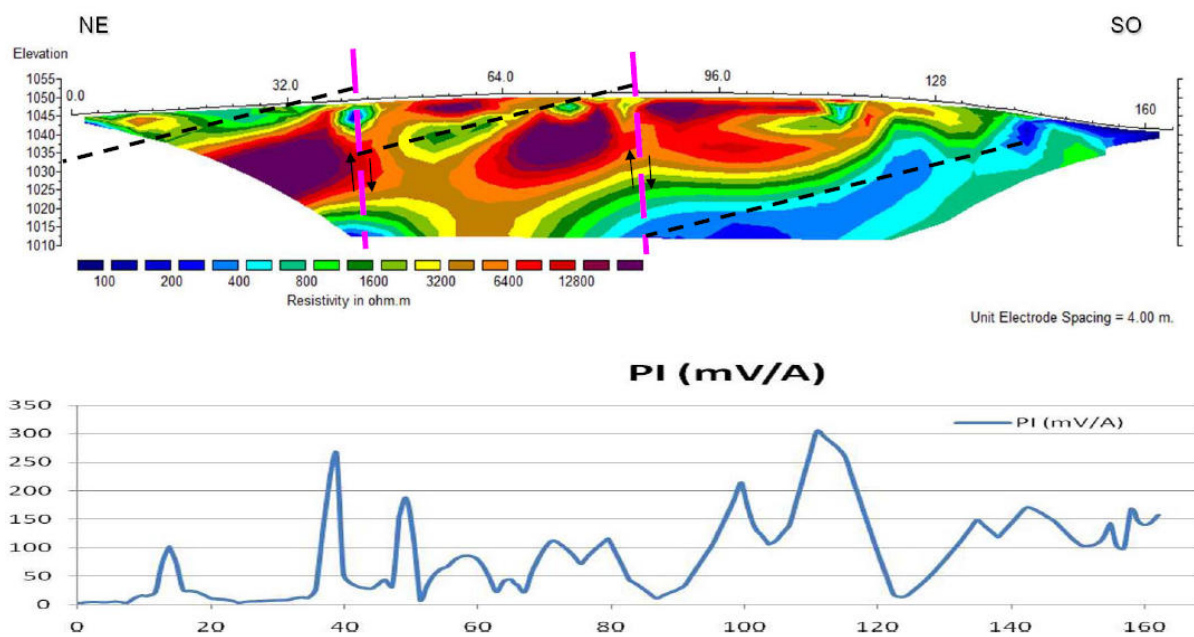 NE SO
Elevation
1055
1050
1045
1040
1035
1030
1025
1020
1015
1010
0.0 32.0 64.0 96.0 128 160
100 200 400 800 1600 3200 6400 12800
Resistivity in ohm.m
Unit Electrode Spacing = 4.00 m.
PI (mV/A)
350
300
250
200
150
100
50
0
PI (mV/A)
0 20 40 60 80 100 120 140 160